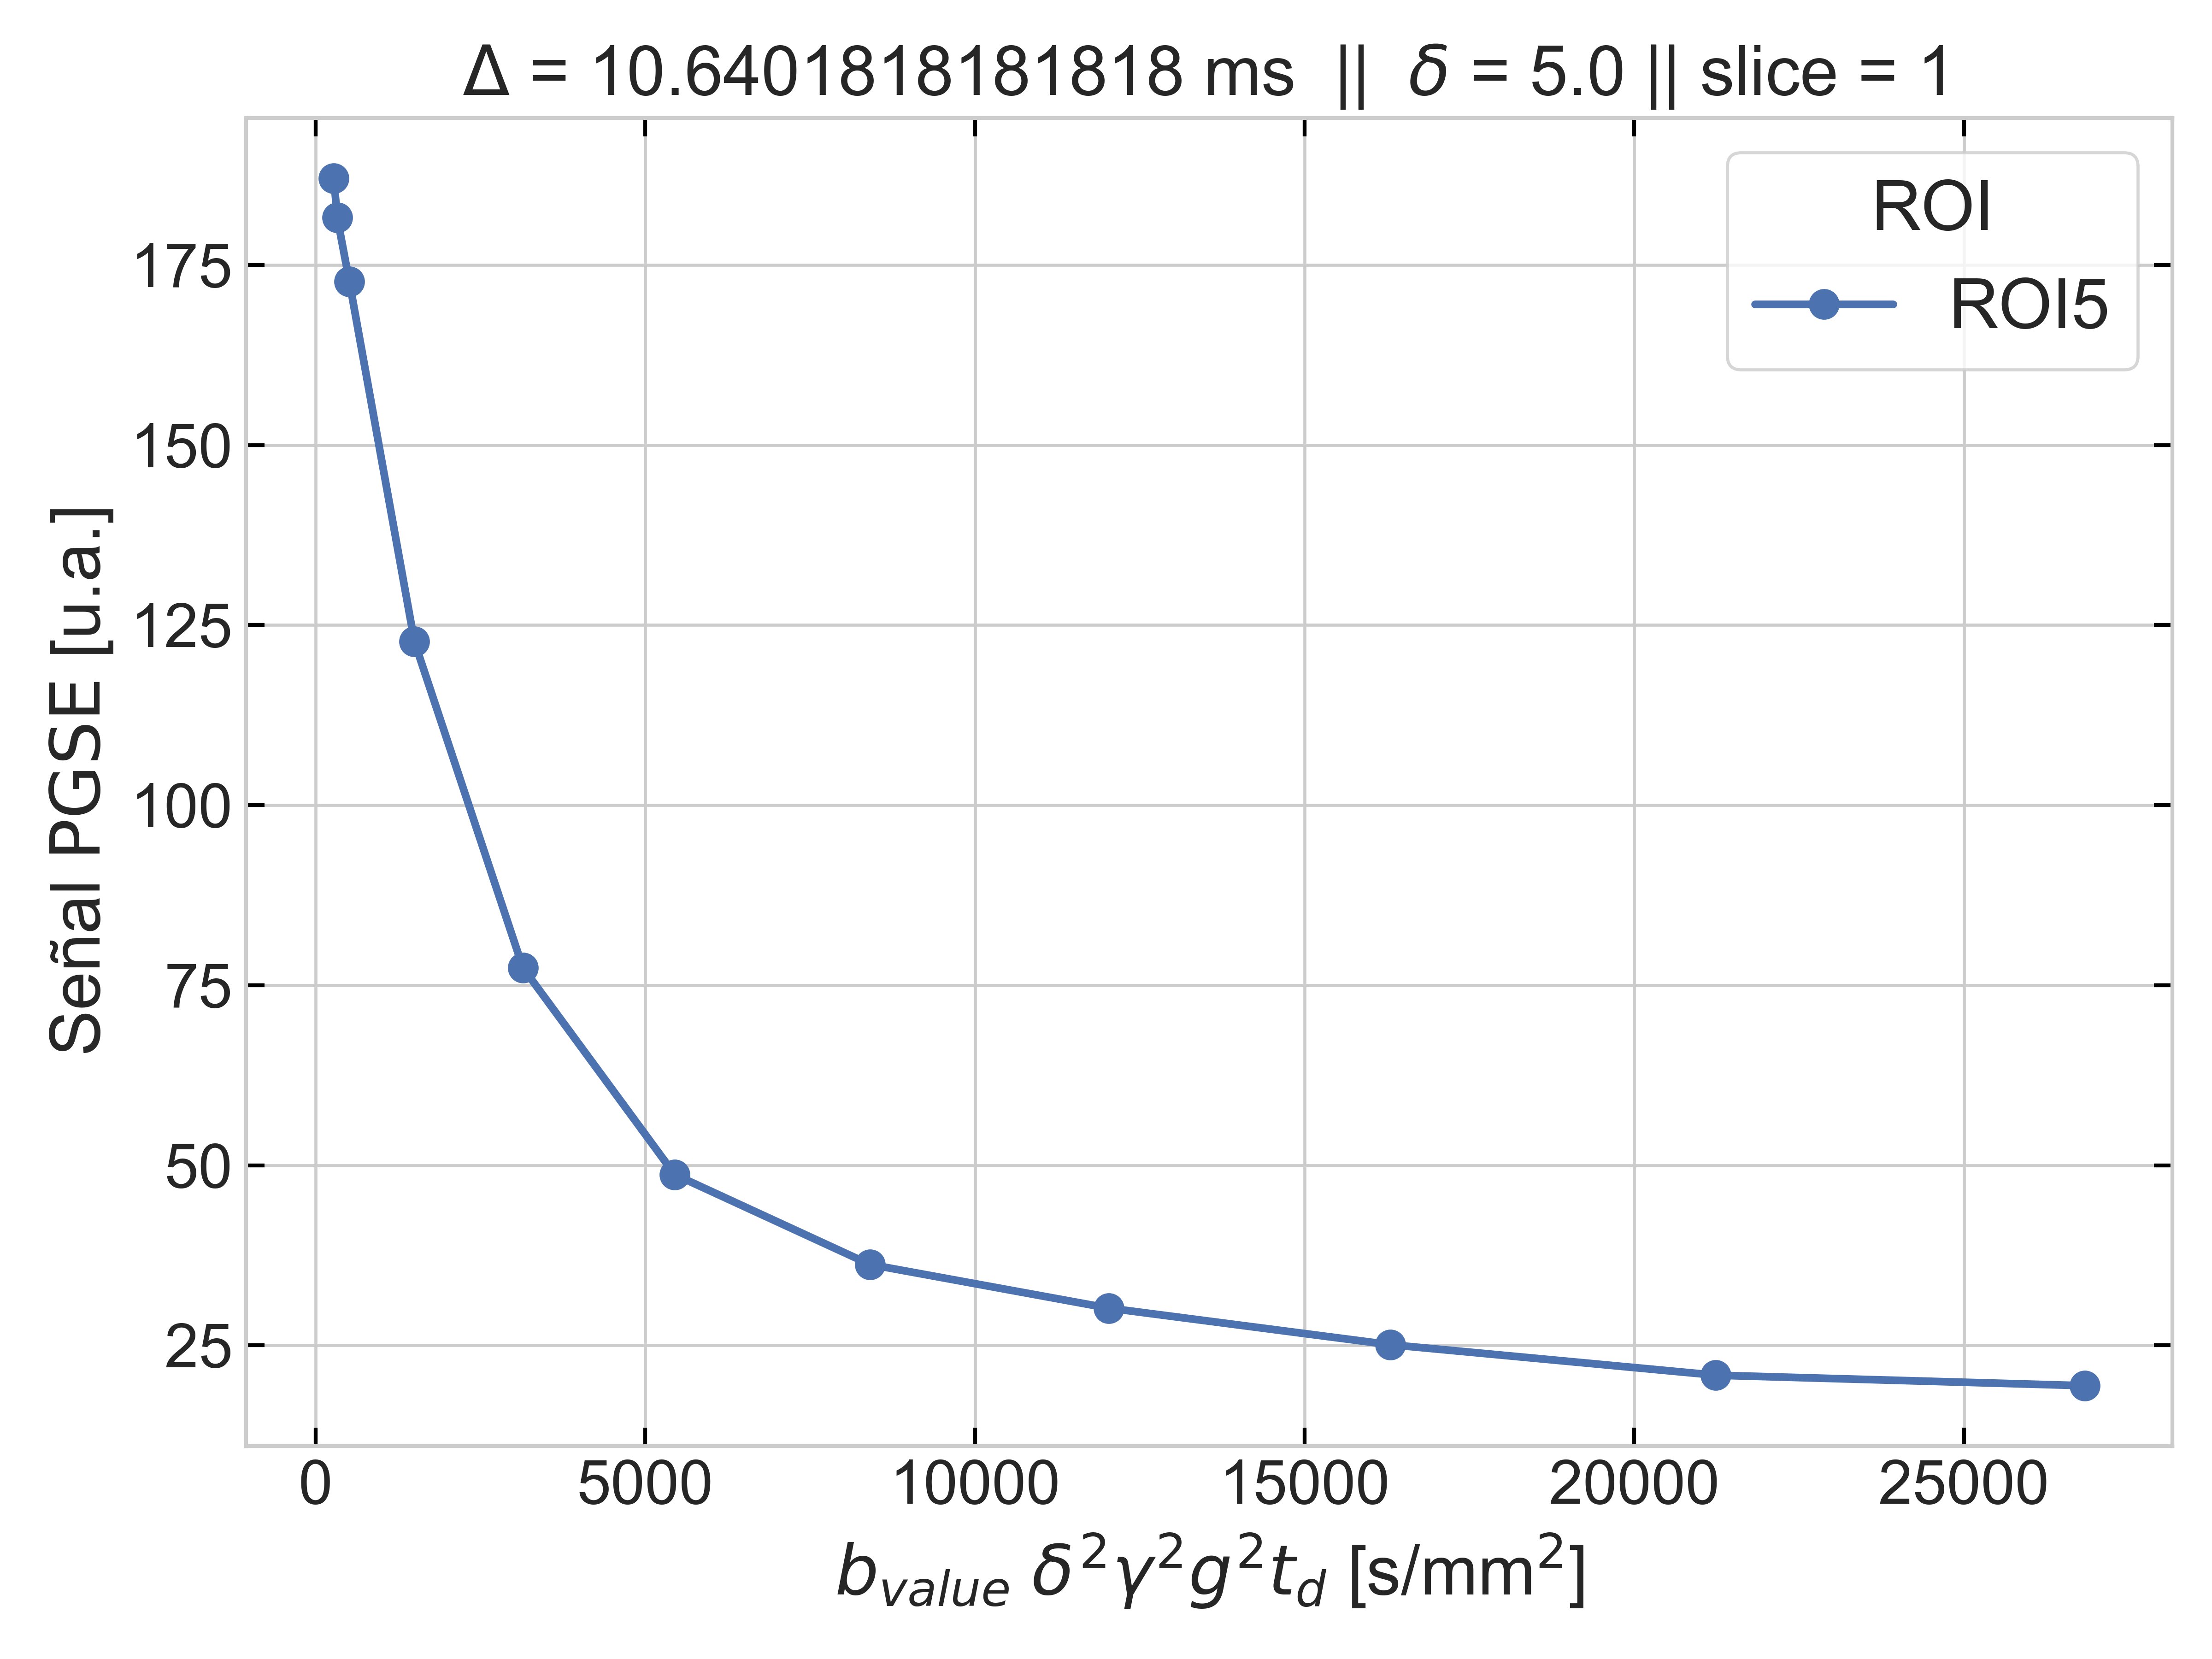 Δ = 10.640181818181818 ms || δ = 5.0 || slice = 1
ROI
ROI5
Señal PGSE [u.a.]
175
150
125
100
75
50
25
0 5000 10000 15000 20000 25000
b_value δ²γ²g²t_d [s/mm²]